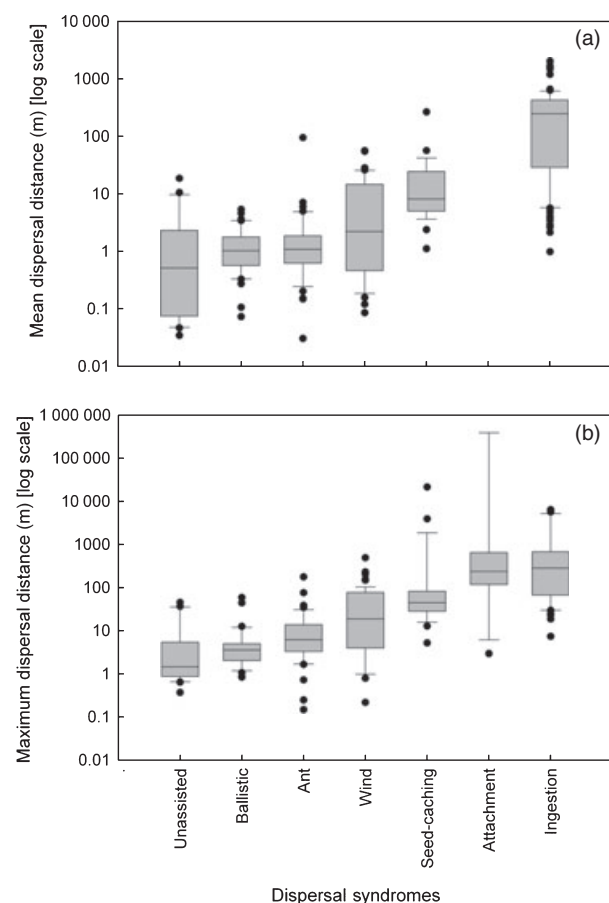 (a)
Mean dispersal distance (m) [log scale]
10 000
1000
100
10
1
0.1
0.01
(b)
Maximum dispersal distance (m) [log scale]
1 000 000
100 000
10 000
1000
100
10
1
0.1
0.01
Unassisted
Ballistic
Ant
Wind
Seed-caching
Attachment
Ingestion
Dispersal syndromes